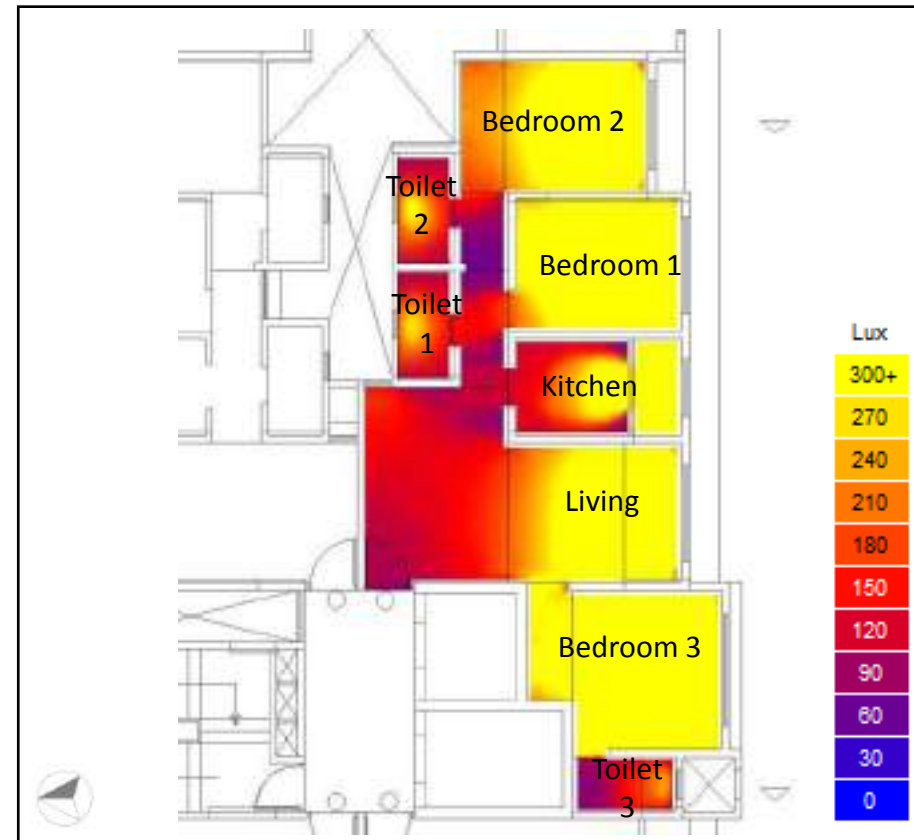 Bedroom 2
Toilet
2
Bedroom 1
Toilet
1
Kitchen
Living
Bedroom 3
Toilet
3
Lux
300+
270
240
210
180
150
120
90
60
30
0